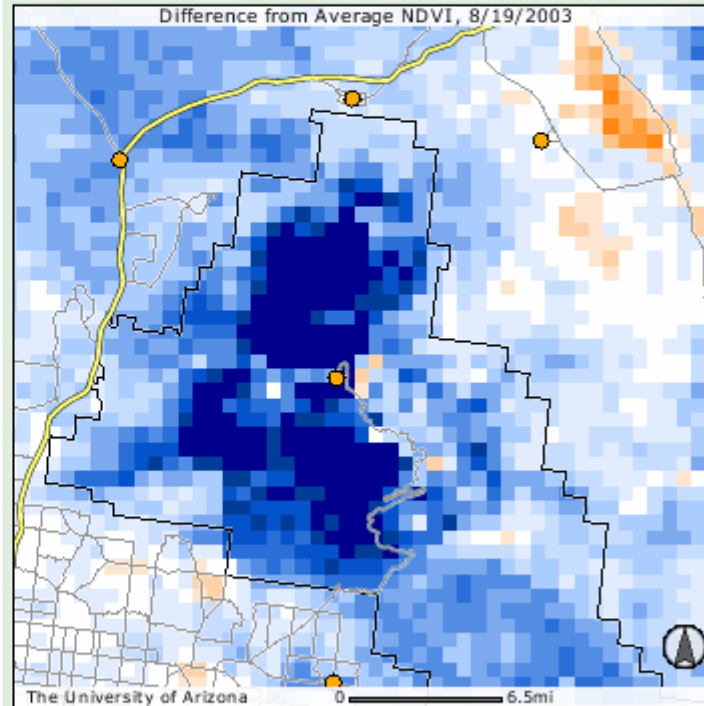 Difference from Average NDVI, 8/19/2003
The University of Arizona 0 6.5mi